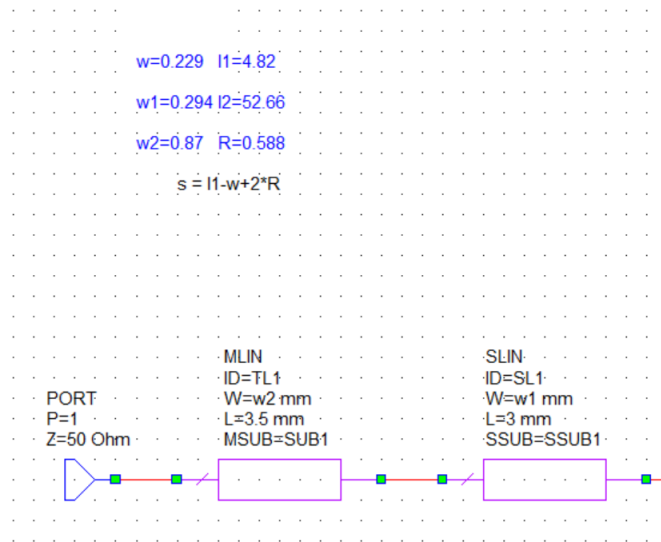 w=0.229 l1=4.82
w1=0.294 l2=52.66
w2=0.87 R=0.588
s = l1-w+2*R
MLIN
ID=TL1
W=w2 mm
L=3.5 mm
MSUB=SUB1
SLIN
ID=SL1
W=w1 mm
L=3 mm
SSUB=SSUB1
PORT
P=1
Z=50 Ohm